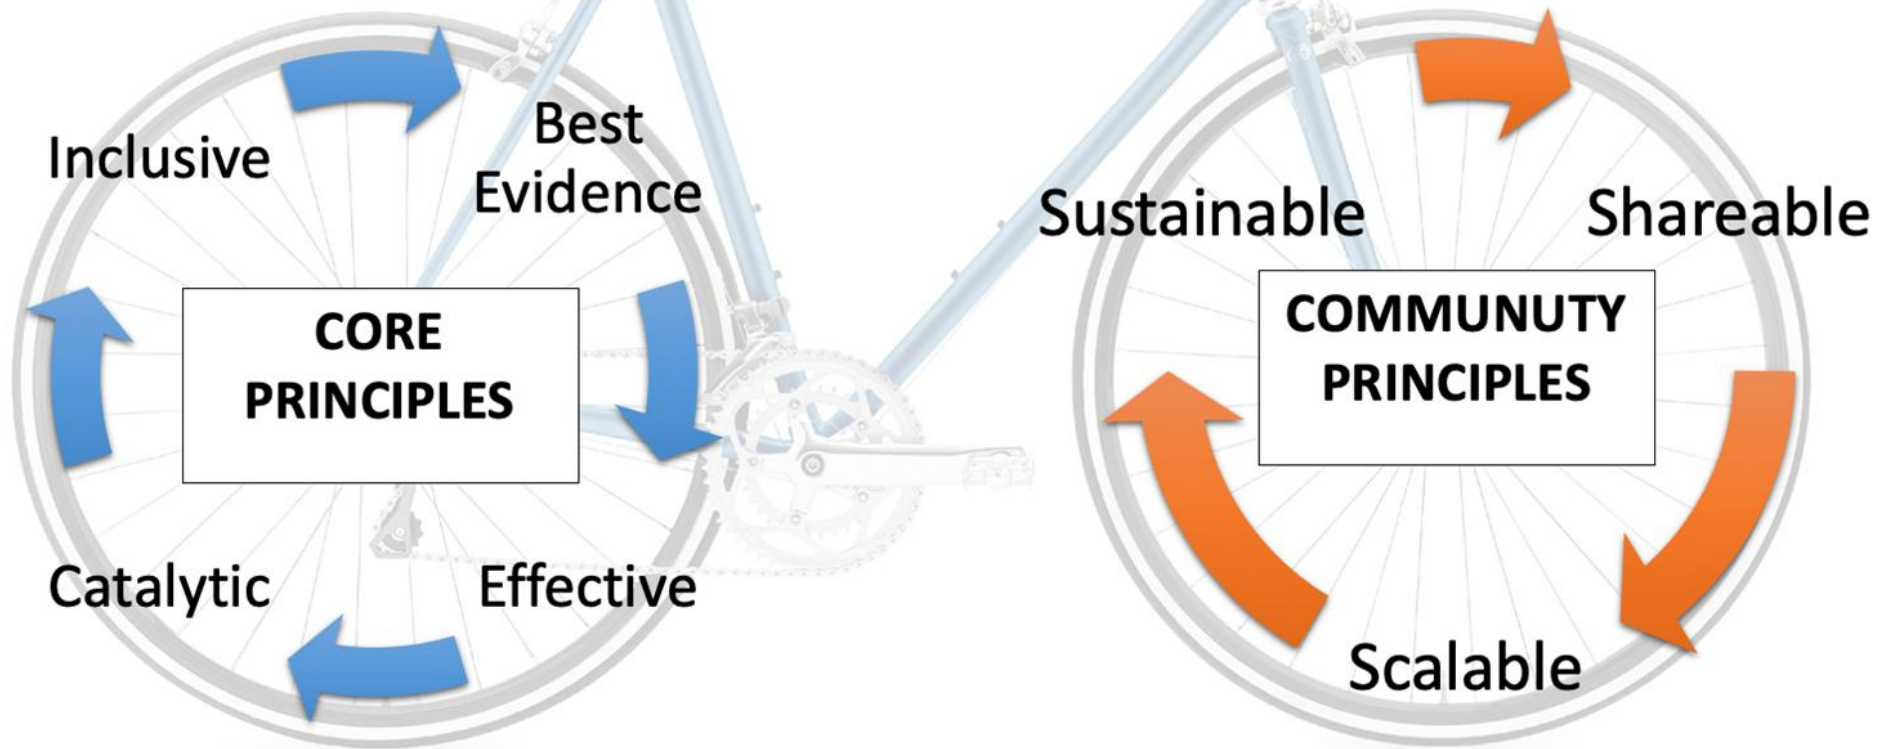 Inclusive
Best
Evidence
CORE
PRINCIPLES
Catalytic
Effective
Sustainable
Shareable
COMMUNUTY
PRINCIPLES
Scalable